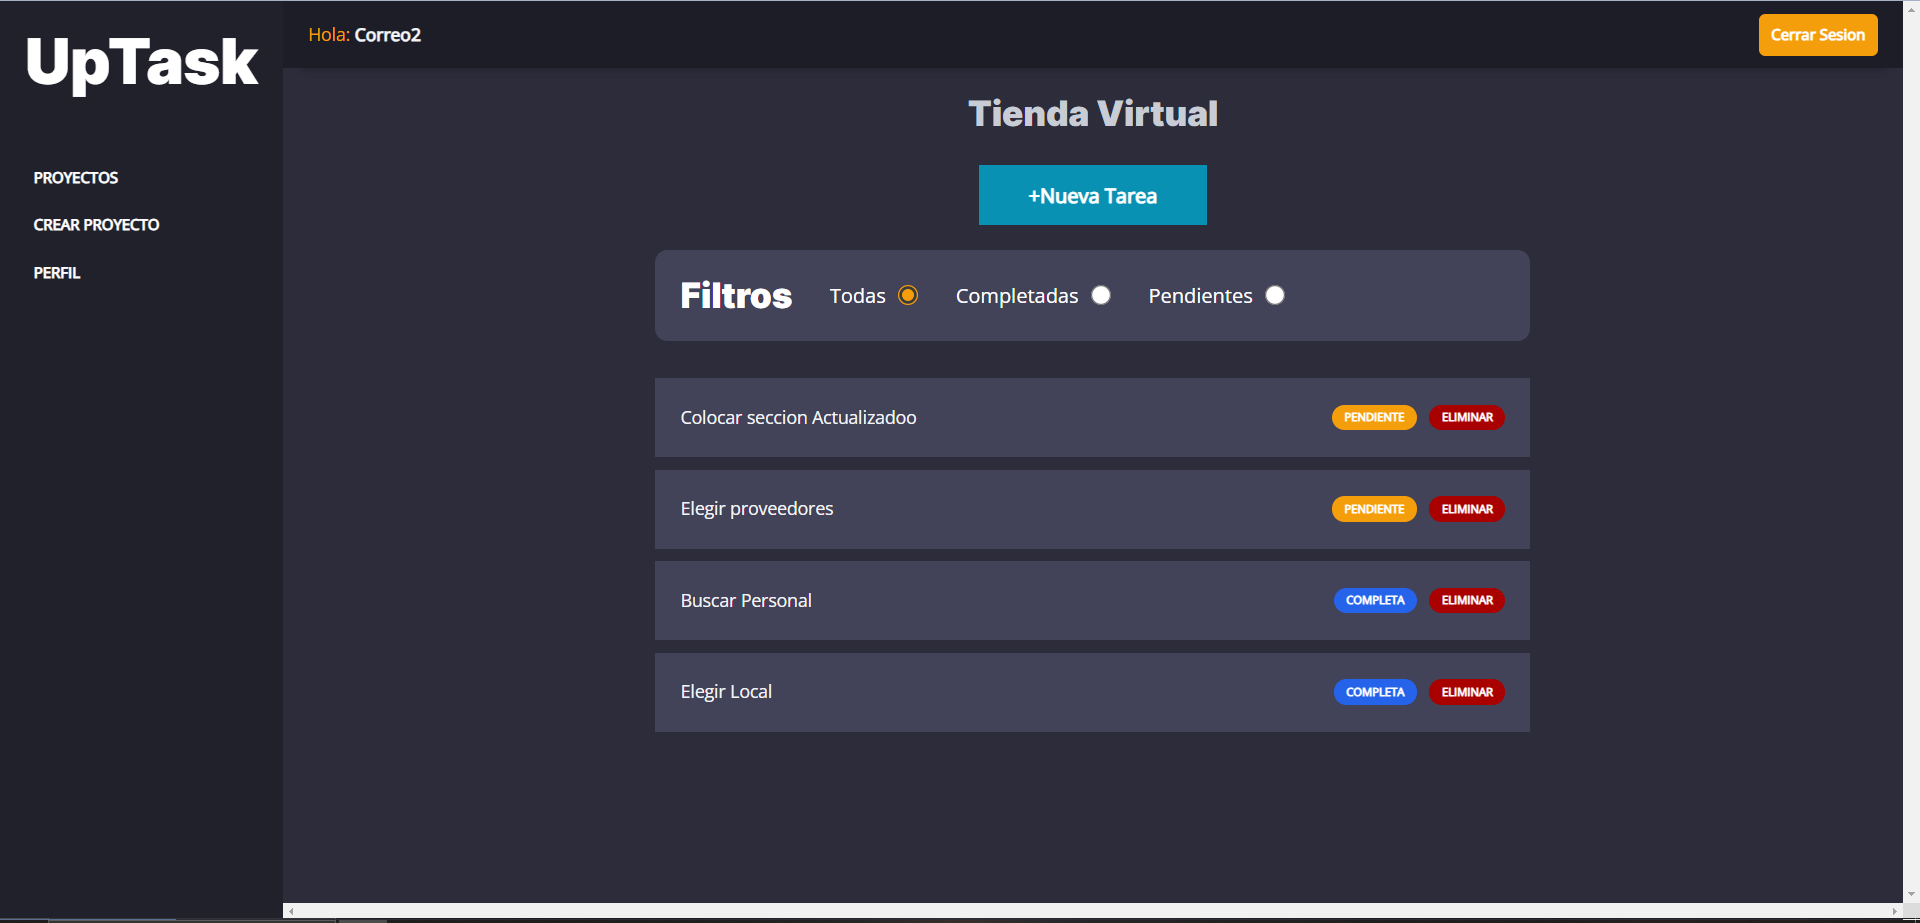 UpTask
PROYECTOS
CREAR PROYECTO
PERFIL
Hola: Correo2
Cerrar Sesion
Tienda Virtual
+Nueva Tarea
Filtros Todas Completadas Pendientes
Colocar seccion Actualizadoo PENDIENTE ELIMINAR
Elegir proveedores PENDIENTE ELIMINAR
Buscar Personal COMPLETA ELIMINAR
Elegir Local COMPLETA ELIMINAR